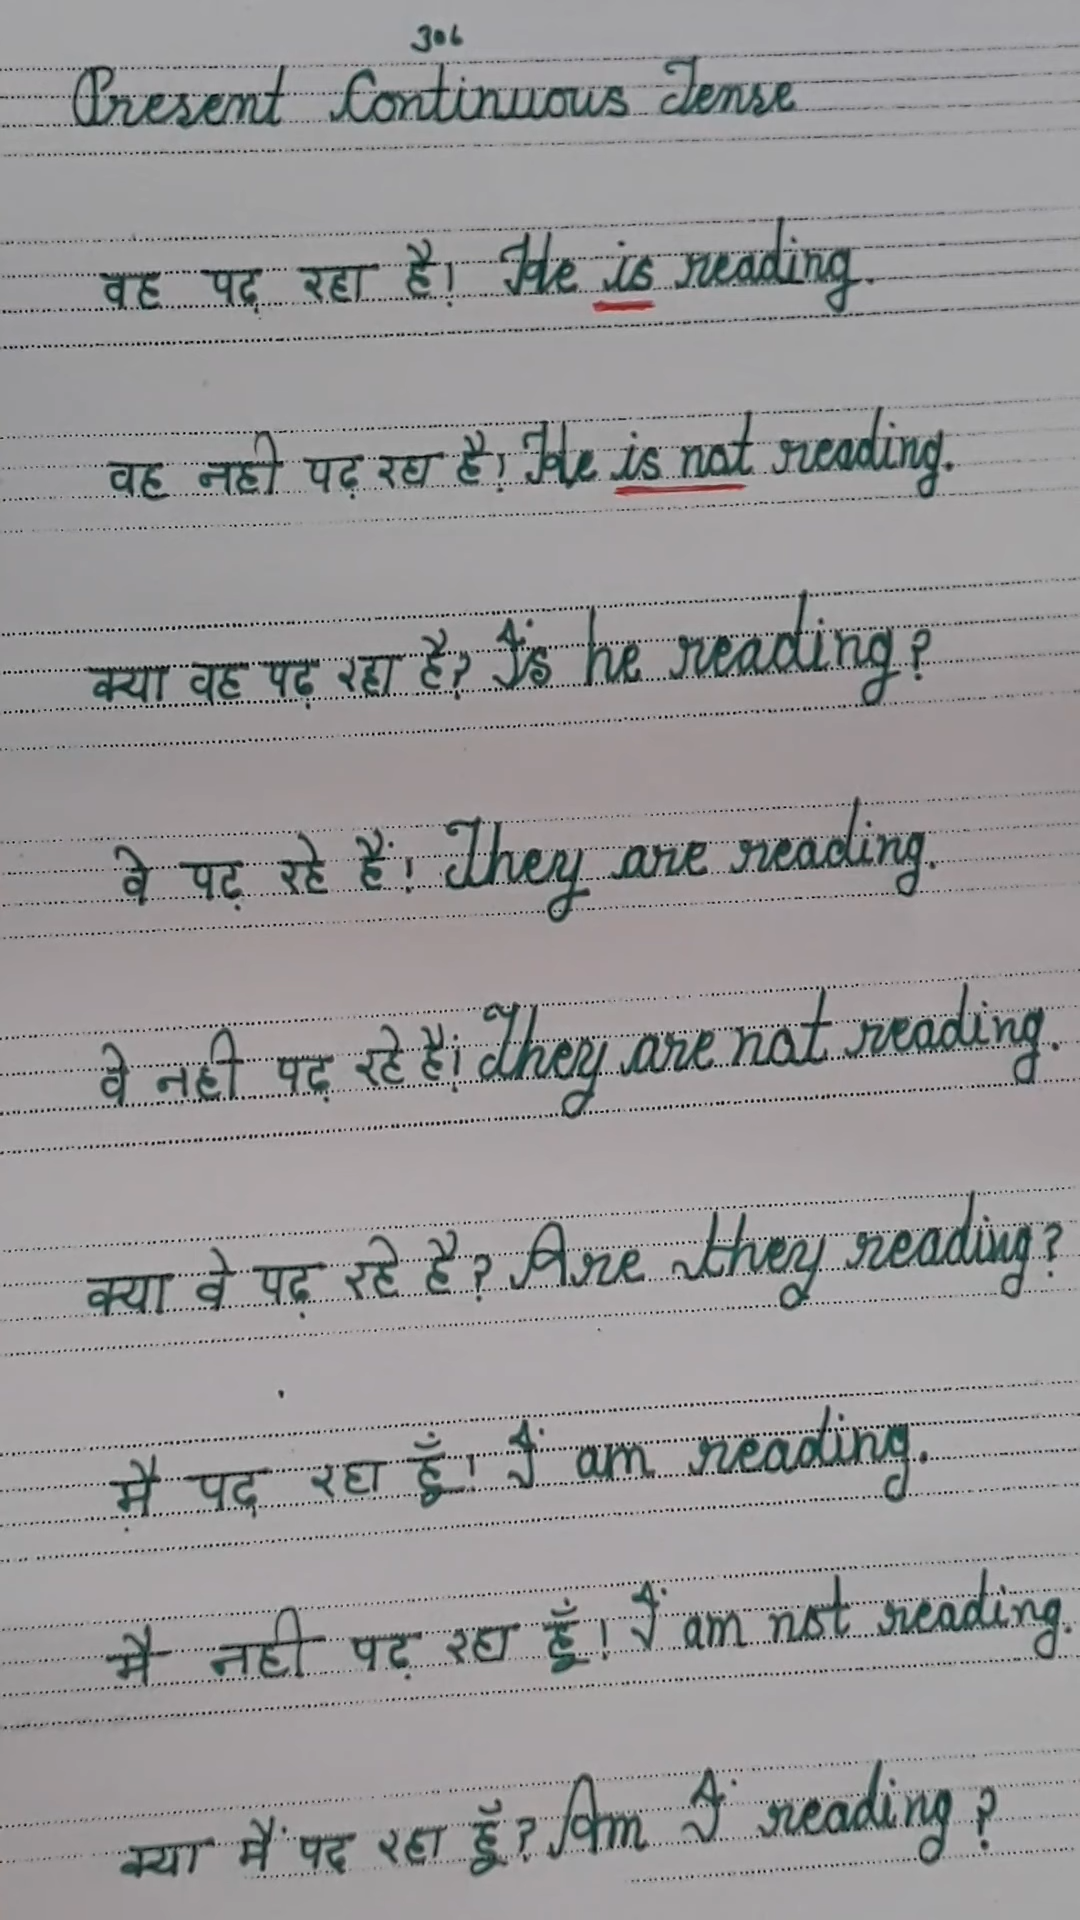 306
Present Continuous Tense
वह पढ़ रहा है। He is reading.
वह नही पढ़ रहा है। He is not reading.
क्या वह पढ़ रहा है? Is he reading?
वे पढ़ रहे हैं। They are reading.
वे नही पढ़ रहे हैं। They are not reading.
क्या वे पढ़ रहे है? Are they reading?
मै पढ़ रहा हूँ। I am reading.
मै नही पढ़ रहा हूँ। I am not reading.
क्या मैं पढ रहा हूँ? Am I reading?